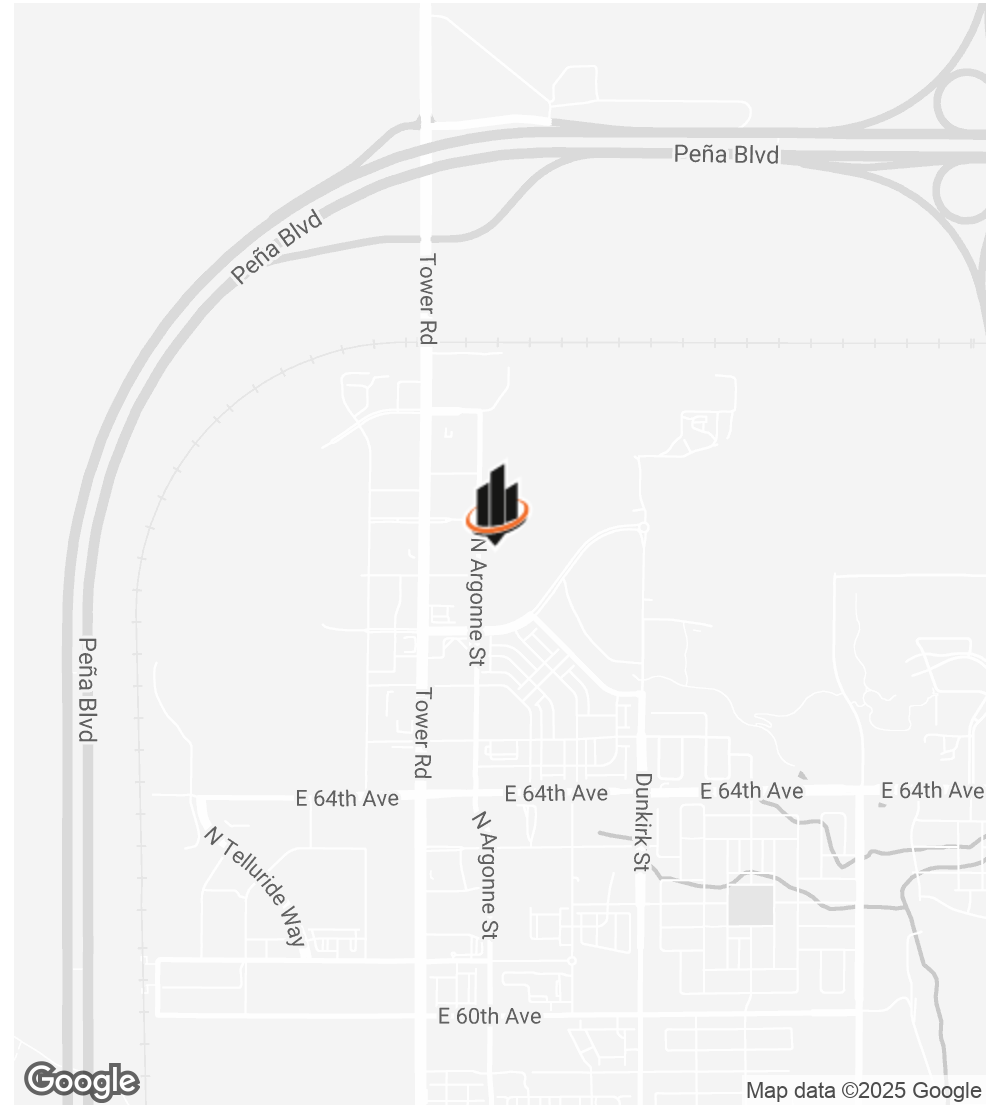 Peña Blvd
Peña Blvd
Tower Rd
N Argonne St
Peña Blvd
Tower Rd
E 64th Ave
E 64th Ave
E 64th Ave
E 64th Ave
Dunkirk St
N Argonne St
N Telluride Way
E 60th Ave
Google
Map data ©2025 Google